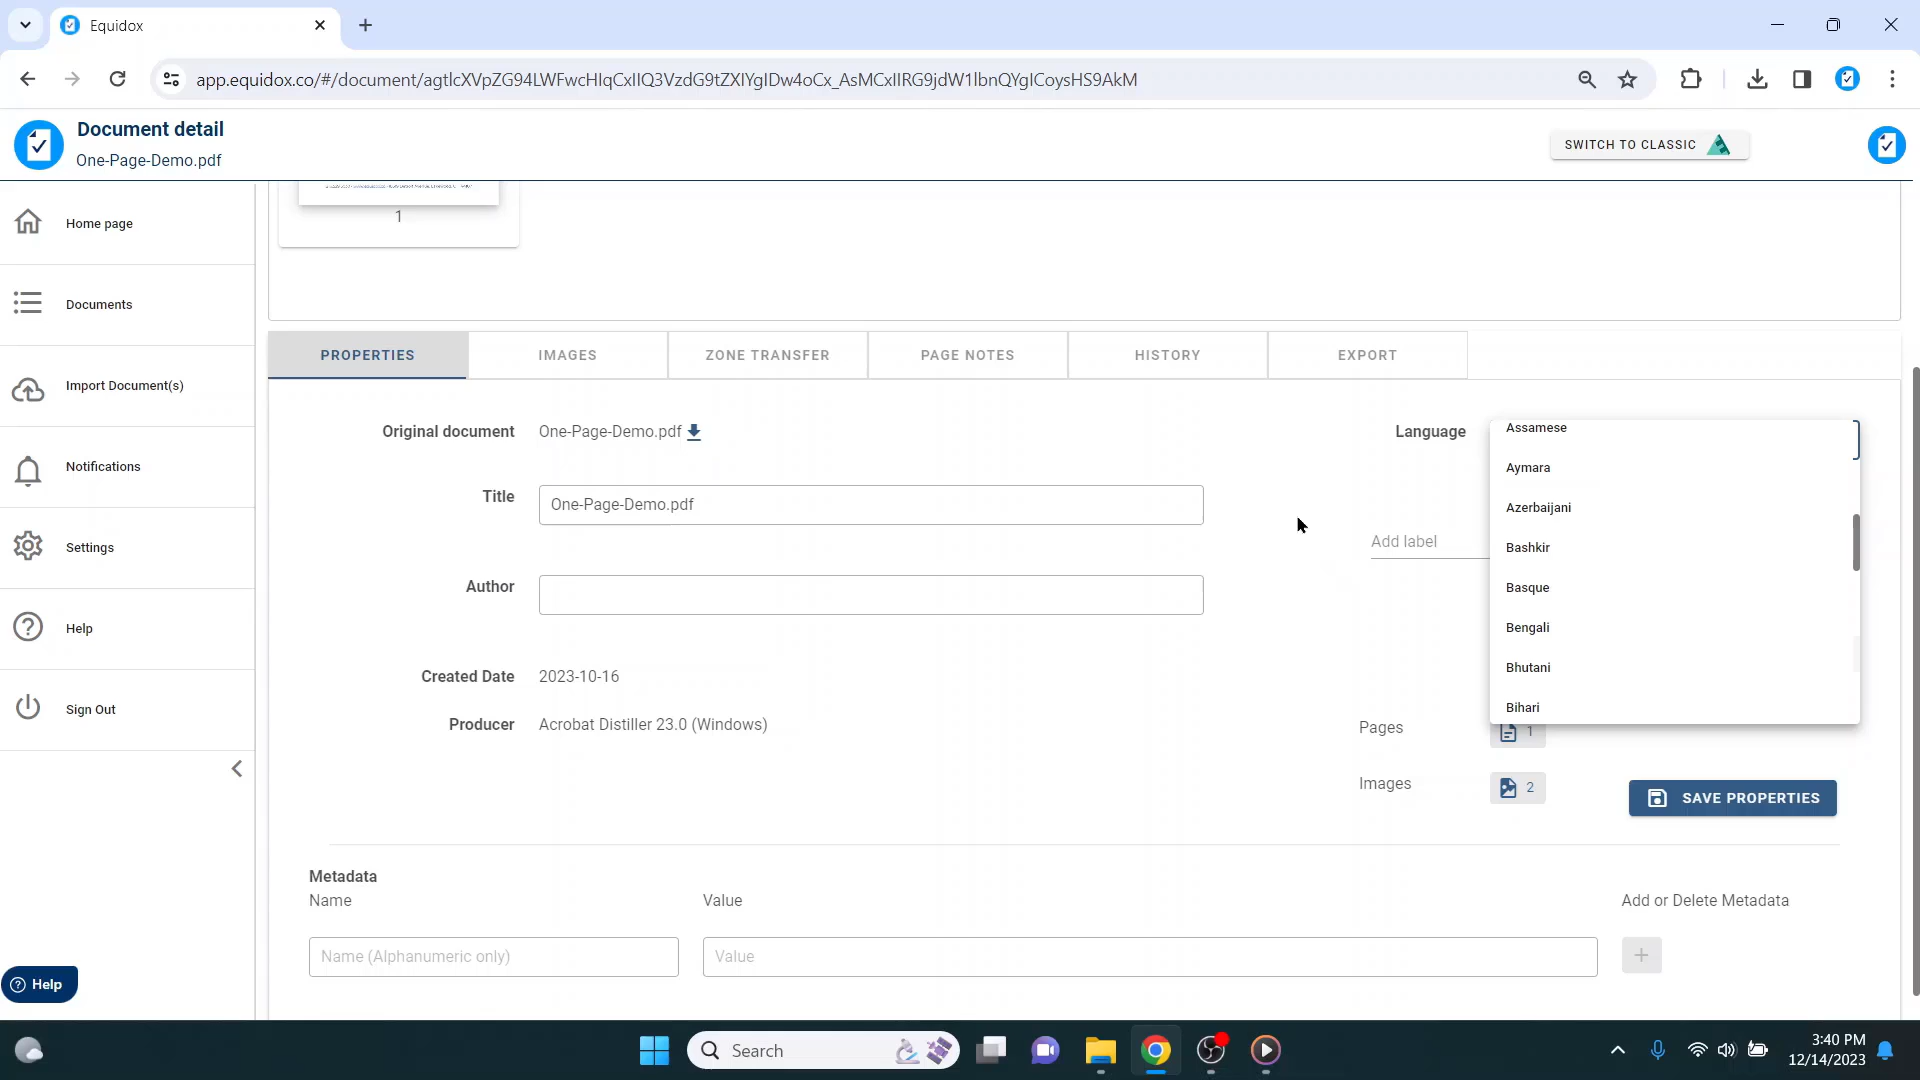 Equidox
app.equidox.co/#/document/agtlcXVpZG94LWFwcHIqCxIIQ3VzdG9tZXIYgIDw4oCx_AsMCxIIRG9jdW1lbnQYgICoysHS9AkM
Document detail
One-Page-Demo.pdf
SWITCH TO CLASSIC
Home page
Documents
Import Document(s)
Notifications
Settings
Help
Sign Out
Help
1
PROPERTIES
IMAGES
ZONE TRANSFER
PAGE NOTES
HISTORY
EXPORT
Original document
One-Page-Demo.pdf
Title
One-Page-Demo.pdf
Author
Created Date
2023-10-16
Producer
Acrobat Distiller 23.0 (Windows)
Language
Assamese
Aymara
Azerbaijani
Bashkir
Basque
Bengali
Bhutani
Bihari
Add label
Pages
1
Images
2
SAVE PROPERTIES
Metadata
Name
Value
Add or Delete Metadata
Name (Alphanumeric only)
Value
Search
3:40 PM
12/14/2023